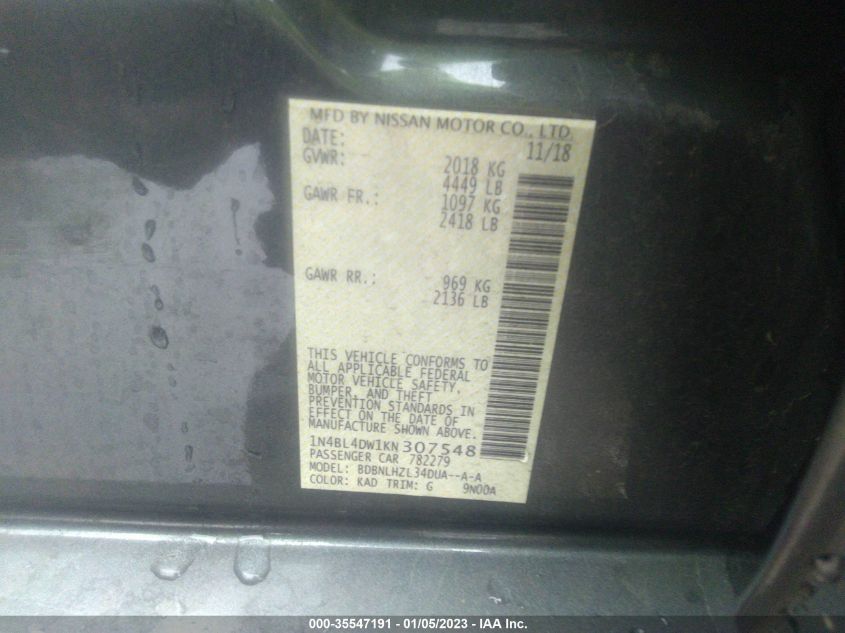 MFD BY NISSAN MOTOR CO., LTD.
DATE: 11/18
GVWR: 2018 KG
4449 LB
GAWR FR.: 1097 KG
2418 LB
GAWR RR.: 969 KG
2136 LB
THIS VEHICLE CONFORMS TO
ALL APPLICABLE FEDERAL
MOTOR VEHICLE SAFETY,
BUMPER, AND THEFT
PREVENTION STANDARDS IN
EFFECT ON THE DATE OF
MANUFACTURE SHOWN ABOVE.
1N4BL4DW1KN307548
PASSENGER CAR 782279
MODEL: BDBNLHZL34DUA--A-A
COLOR: KAD TRIM: G 9N00A
000-35547191 - 01/05/2023 - IAA Inc.